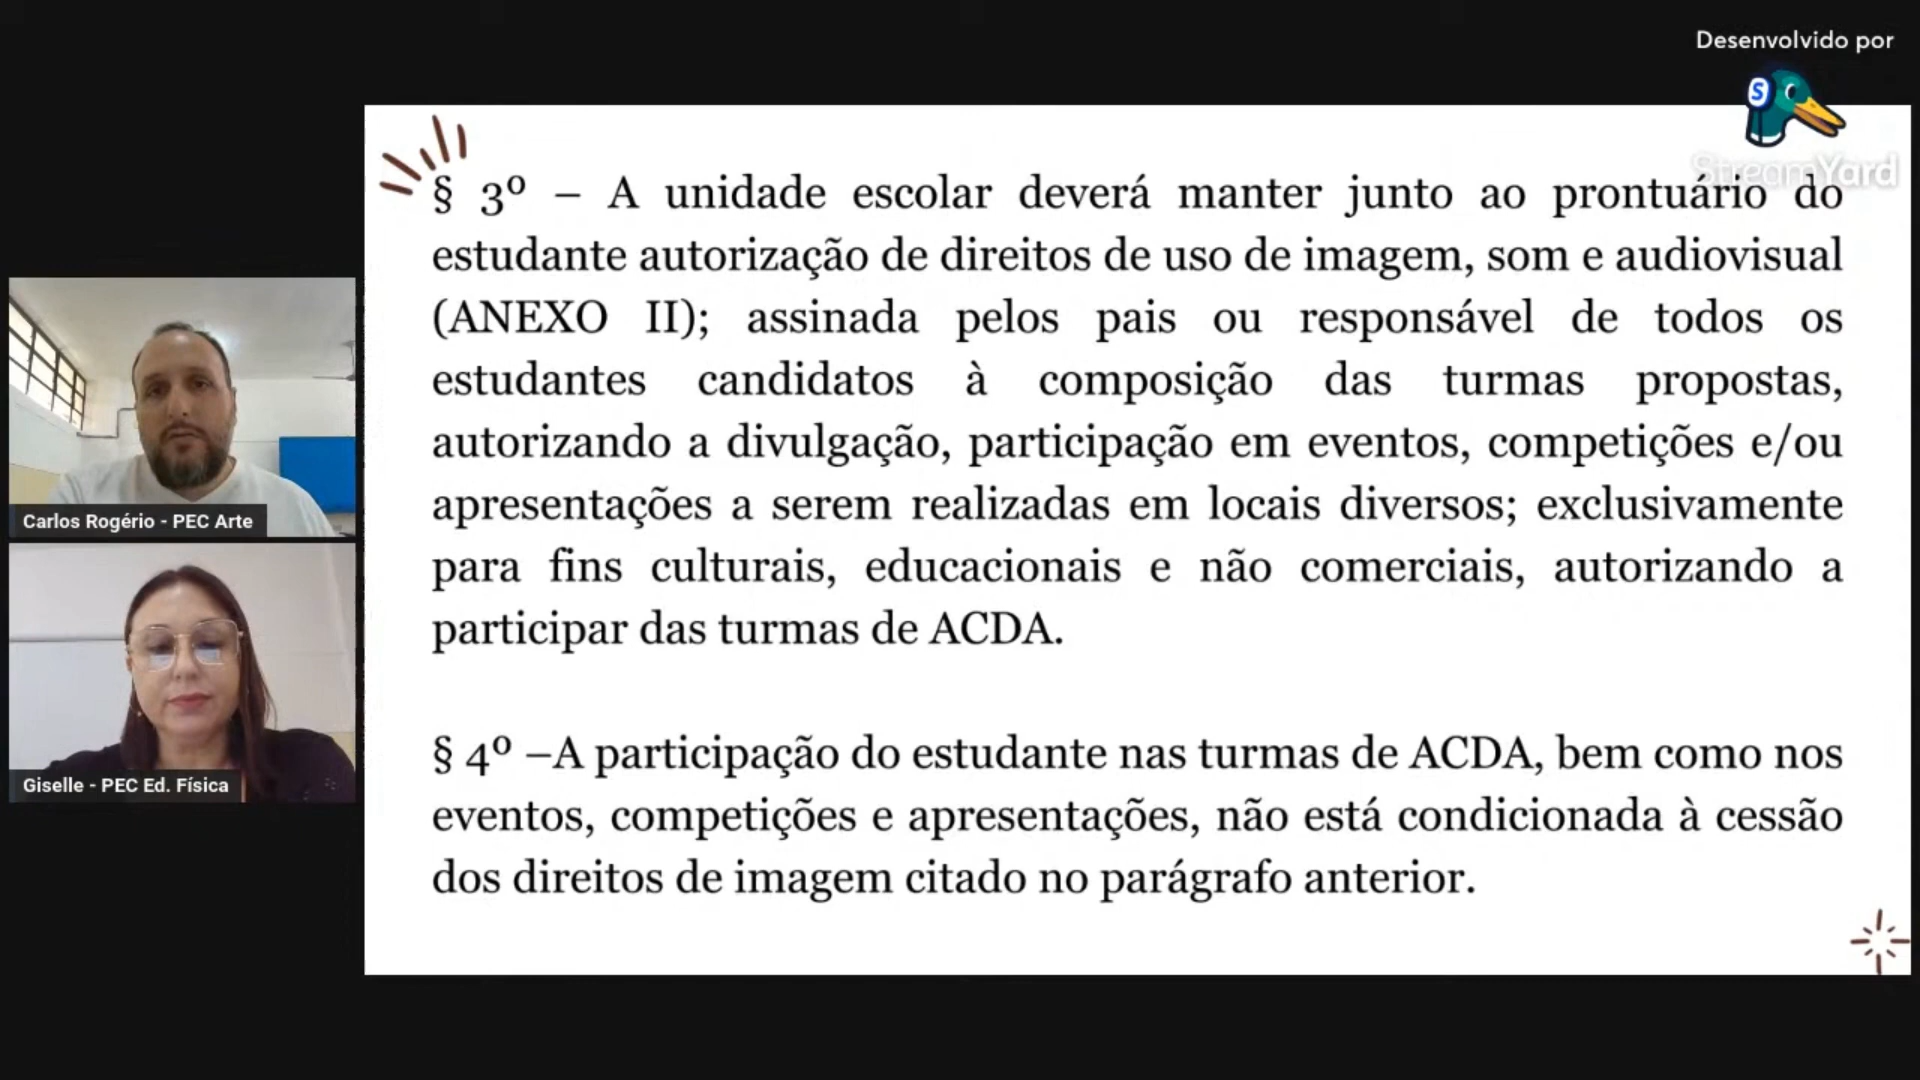 Desenvolvido por
StreamYard
§ 3º – A unidade escolar deverá manter junto ao prontuário do
estudante autorização de direitos de uso de imagem, som e audiovisual
(ANEXO II); assinada pelos pais ou responsável de todos os
estudantes candidatos à composição das turmas propostas,
autorizando a divulgação, participação em eventos, competições e/ou
apresentações a serem realizadas em locais diversos; exclusivamente
para fins culturais, educacionais e não comerciais, autorizando a
participar das turmas de ACDA.
§ 4º –A participação do estudante nas turmas de ACDA, bem como nos
eventos, competições e apresentações, não está condicionada à cessão
dos direitos de imagem citado no parágrafo anterior.
Carlos Rogério - PEC Arte
Giselle - PEC Ed. Física